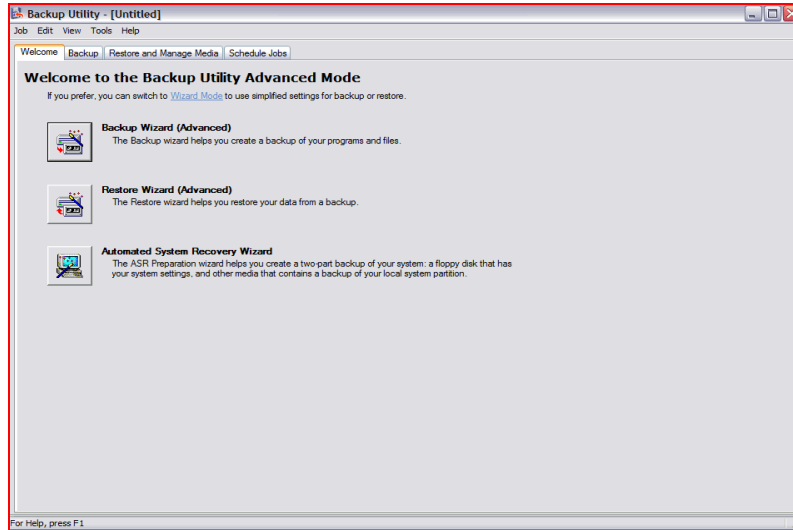 Backup Utility - [Untitled]
Job Edit View Tools Help
Welcome Backup Restore and Manage Media Schedule Jobs
Welcome to the Backup Utility Advanced Mode
If you prefer, you can switch to Wizard Mode to use simplified settings for backup or restore.
Backup Wizard (Advanced)
The Backup wizard helps you create a backup of your programs and files.
Restore Wizard (Advanced)
The Restore wizard helps you restore your data from a backup.
Automated System Recovery Wizard
The ASR Preparation wizard helps you create a two-part backup of your system: a floppy disk that has
your system settings, and other media that contains a backup of your local system partition.
For Help, press F1